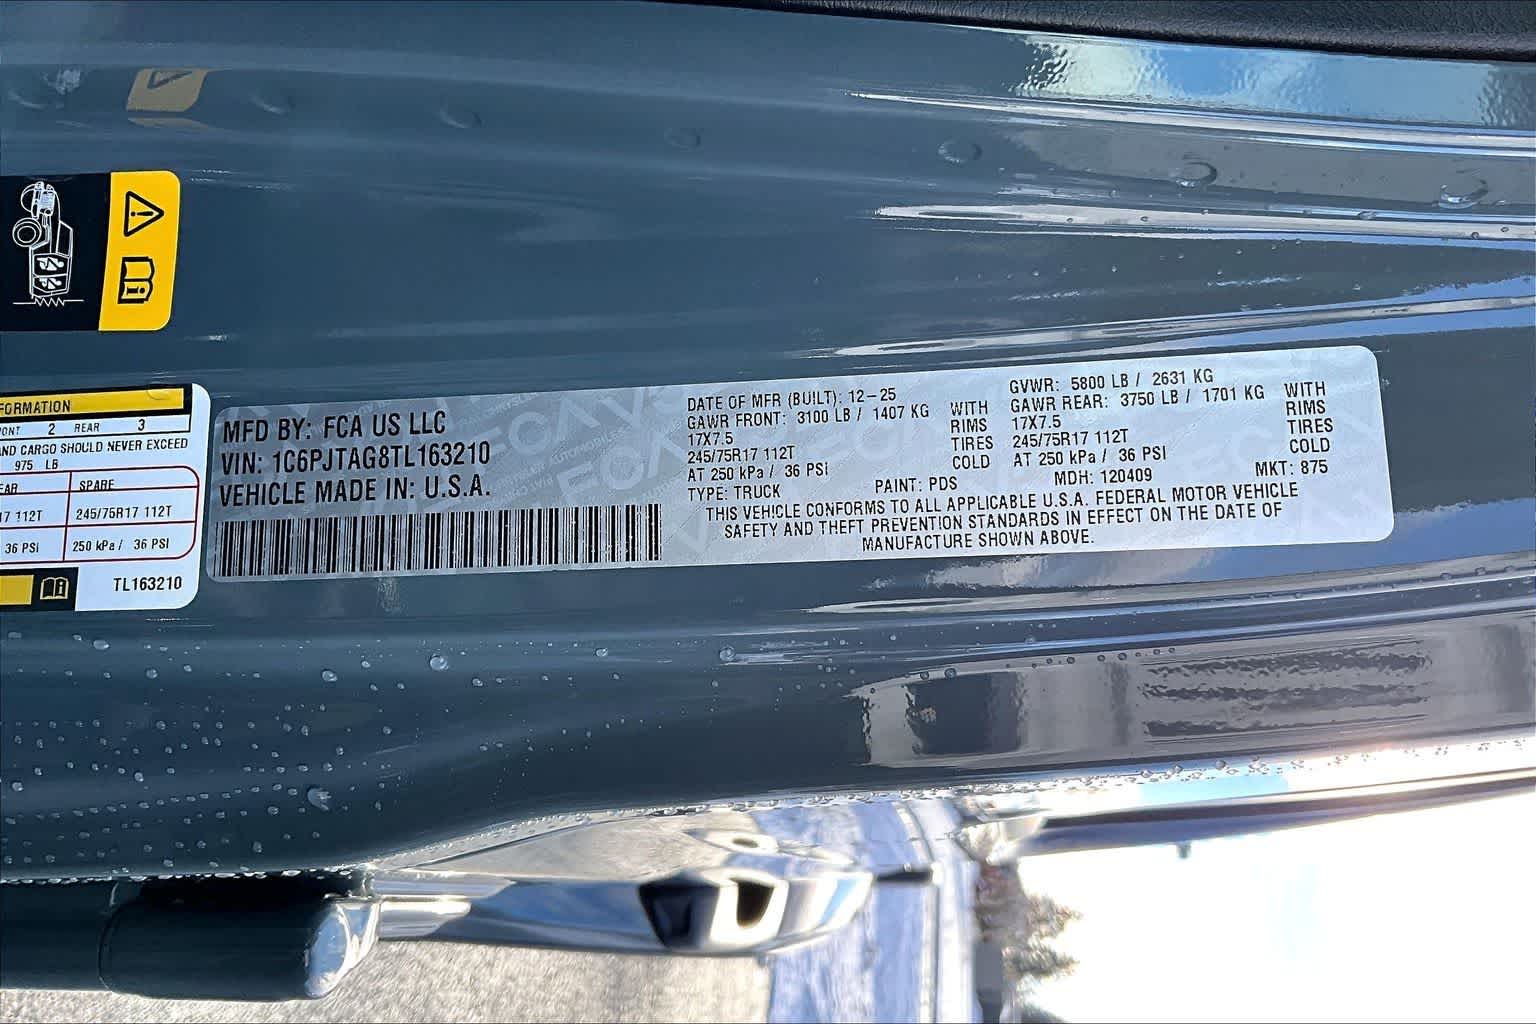 FORMATION
ONT 2 REAR 3
AND CARGO SHOULD NEVER EXCEED
975 LB
EAR SPARE
17 112T 245/75R17 112T
36 PSI 250 kPa / 36 PSI
TL163210
MFD BY: FCA US LLC
VIN: 1C6PJTAG8TL163210
VEHICLE MADE IN: U.S.A.
DATE OF MFR (BUILT): 12-25
GAWR FRONT: 3100 LB / 1407 KG WITH
17X7.5 RIMS
245/75R17 112T TIRES
AT 250 kPa / 36 PSI COLD
TYPE: TRUCK PAINT: PDS
GVWR: 5800 LB / 2631 KG
GAWR REAR: 3750 LB / 1701 KG WITH
17X7.5 RIMS
245/75R17 112T TIRES
AT 250 kPa / 36 PSI COLD
MDH: 120409 MKT: 875
THIS VEHICLE CONFORMS TO ALL APPLICABLE U.S.A. FEDERAL MOTOR VEHICLE
SAFETY AND THEFT PREVENTION STANDARDS IN EFFECT ON THE DATE OF
MANUFACTURE SHOWN ABOVE.